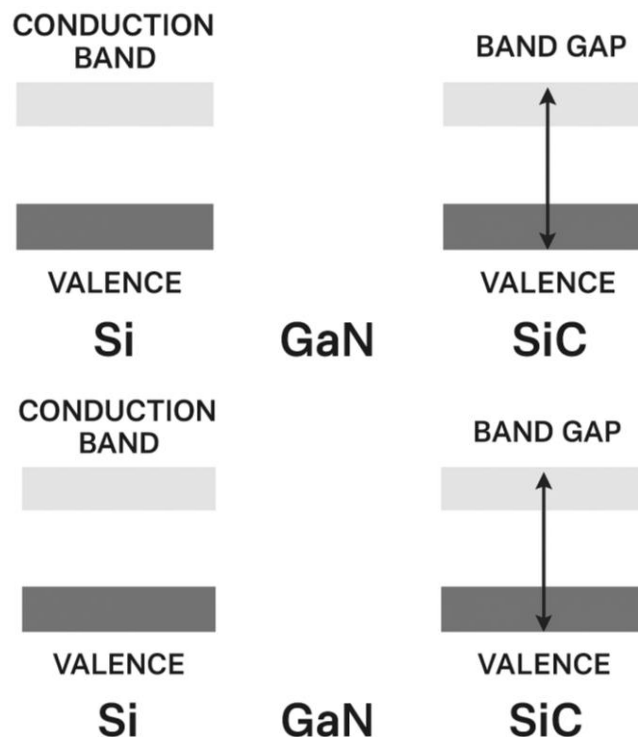 CONDUCTION
BAND
BAND GAP
VALENCE
VALENCE
Si GaN SiC
CONDUCTION
BAND
BAND GAP
VALENCE
VALENCE
Si GaN SiC